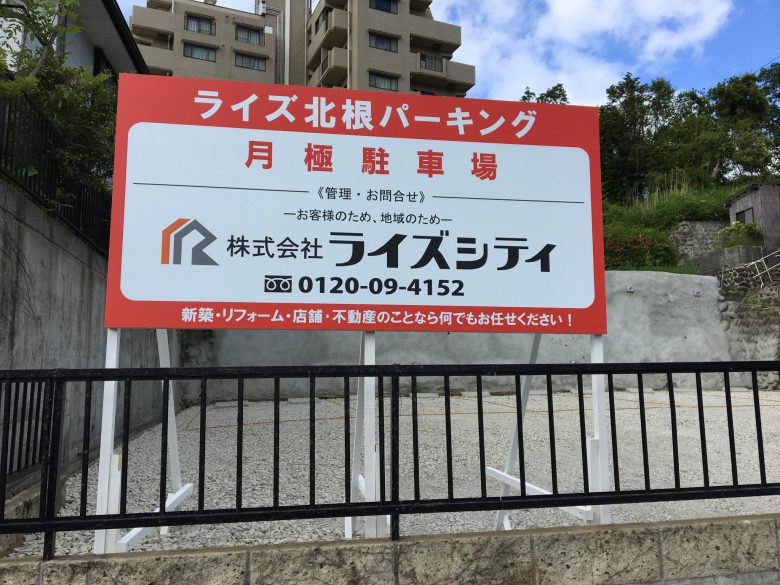 ライズ北根パーキング
月極駐車場
《管理・お問合せ》
―お客様のため、地域のため―
株式会社 ライズシティ
0120-09-4152
新築・リフォーム・店舗・不動産のことなら何でもお任せください!